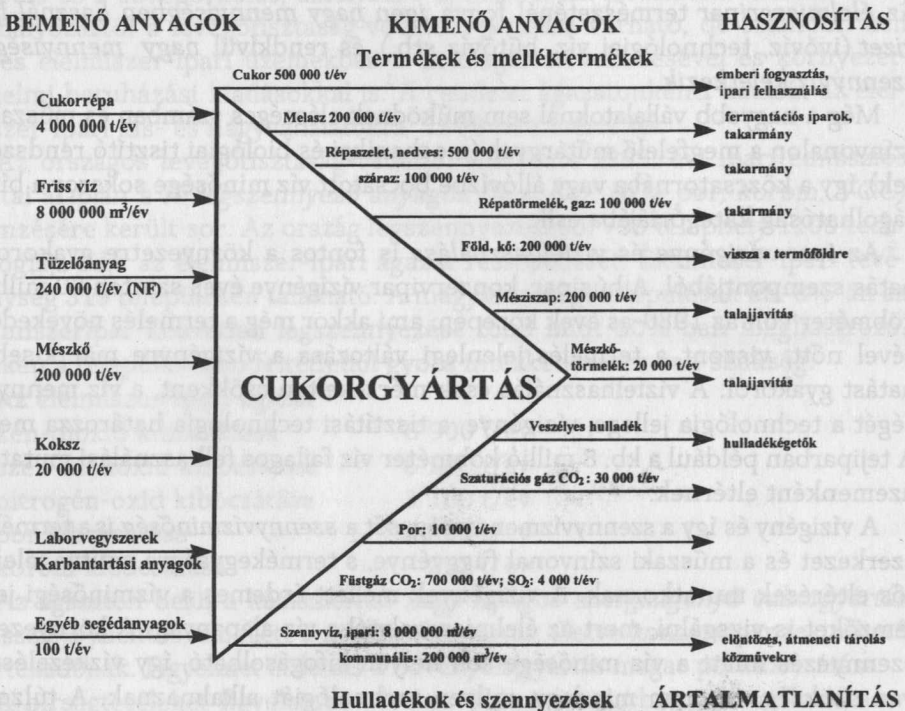 BEMENŐ ANYAGOK
KIMENŐ ANYAGOK
HASZNOSÍTÁS
Termékek és melléktermékek
Cukor 500 000 t/év
emberi fogyasztás,
ipari felhasználás
Cukorrépa
4 000 000 t/év
Melasz 200 000 t/év
fermentációs iparok,
takarmány
Répaszelet, nedves: 500 000 t/év
száraz: 100 000 t/év
takarmány
Friss víz
8 000 000 m³/év
Répatörmelék, gaz: 100 000 t/év
takarmány
Föld, kő: 200 000 t/év
vissza a termőföldre
Tüzelőanyag
240 000 t/év (NF)
Mésziszap: 200 000 t/év
talajjavítás
Mészkő
200 000 t/év
Mészkő-
törmelék: 20 000 t/év
talajjavítás
CUKORGYÁRTÁS
Koksz
20 000 t/év
Veszélyes hulladék
hulladékégetők
Szaturációs gáz CO₂: 30 000 t/év
Laborvegyszerek
Karbantartási anyagok
Por: 10 000 t/év
Füstgáz CO₂: 700 000 t/év; SO₂: 4 000 t/év
Egyéb segédanyagok
100 t/év
Szennyvíz, ipari: 8 000 000 m³/év
kommunális: 200 000 m³/év
elöntözés, átmeneti tárolás
közművekre
Hulladékok és szennyezések
ÁRTALMATLANÍTÁS